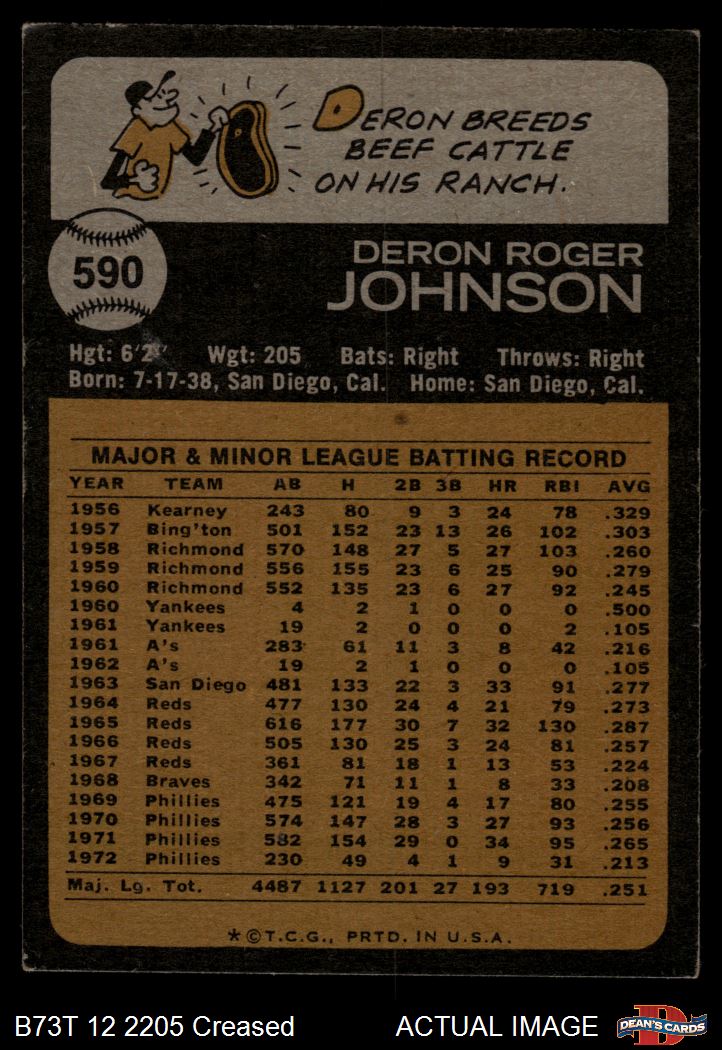 DERON BREEDS
BEEF CATTLE
ON HIS RANCH.
590
DERON ROGER
JOHNSON
Hgt: 6'2" Wgt: 205 Bats: Right Throws: Right
Born: 7-17-38, San Diego, Cal. Home: San Diego, Cal.
MAJOR & MINOR LEAGUE BATTING RECORD
YEAR TEAM AB H 2B 3B HR RBI AVG
1956 Kearney 243 80 9 3 24 78 .329
1957 Bing'ton 501 152 23 13 26 102 .303
1958 Richmond 570 148 27 5 27 103 .260
1959 Richmond 556 155 23 6 25 90 .279
1960 Richmond 552 135 23 6 27 92 .245
1960 Yankees 4 2 1 0 0 0 .500
1961 Yankees 19 2 0 0 0 2 .105
1961 A's 283 61 11 3 8 42 .216
1962 A's 19 2 1 0 0 0 .105
1963 San Diego 481 133 22 3 33 91 .277
1964 Reds 477 130 24 4 21 79 .273
1965 Reds 616 177 30 7 32 130 .287
1966 Reds 505 130 25 3 24 81 .257
1967 Reds 361 81 18 1 13 53 .224
1968 Braves 342 71 11 1 8 33 .208
1969 Phillies 475 121 19 4 17 80 .255
1970 Phillies 574 147 28 3 27 93 .256
1971 Phillies 582 154 29 0 34 95 .265
1972 Phillies 230 49 4 1 9 31 .213
Maj. Lg. Tot. 4487 1127 201 27 193 719 .251
*©T.C.G., PRTD. IN U.S.A.
B73T 12 2205 Creased ACTUAL IMAGE
D
DEAN'S CARDS